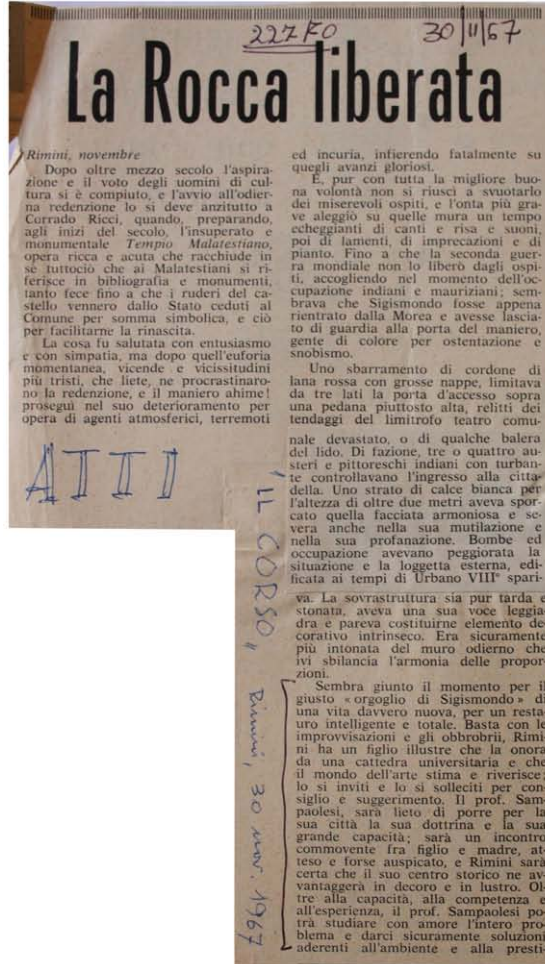 227 FO
30/11/67
La Rocca liberata
Rimini, novembre
Dopo oltre mezzo secolo l'aspira-
zione e il voto degli uomini di cul-
tura si è compiuto, e l'avvio all'odier-
na redenzione lo si deve anzitutto a
Corrado Ricci, quando, preparando,
agli inizi del secolo, l'insuperato e
monumentale Tempio Malatestiano,
opera ricca e acuta che racchiude in
se tuttociò che ai Malatestiani si ri-
ferisce in bibliografia e monumenti,
tanto fece fino a che i ruderi del ca-
stello vennero dallo Stato ceduti al
Comune per somma simbolica, e ciò
per facilitarne la rinascita.
La cosa fu salutata con entusiasmo
e con simpatia, ma dopo quell'euforia
momentanea, vicende e vicissitudini
più tristi, che liete, ne procrastinaro-
no la redenzione, e il maniero ahime!
proseguì nel suo deterioramento per
opera di agenti atmosferici, terremoti
ed incuria, infierendo fatalmente su
quegli avanzi gloriosi.
E, pur con tutta la migliore buo-
na volontà non si riuscì a svuotarlo
dei miserevoli ospiti, e l'onta più gra-
ve aleggiò su quelle mura un tempo
echeggianti di canti e risa e suoni,
poi di lamenti, di imprecazioni e di
pianto. Fino a che la seconda guer-
ra mondiale non lo liberò dagli ospi-
ti, accogliendo nel momento dell'oc-
cupazione indiani e mauriziani; sem-
brava che Sigismondo fosse appena
rientrato dalla Morea e avesse lascia-
to di guardia alla porta del maniero,
gente di colore per ostentazione e
snobismo.
Uno sbarramento di cordone di
lana rossa con grosse nappe, limitava
da tre lati la porta d'accesso sopra
una pedana piuttosto alta, relitti dei
tendaggi del limitrofo teatro comu-
nale devastato, o di qualche balera
del lido. Di fazione, tre o quattro au-
steri e pittoreschi indiani con turban-
te controllavano l'ingresso alla citta-
della. Uno strato di calce bianca per
l'altezza di oltre due metri aveva spor-
cato quella facciata armoniosa e se-
vera anche nella sua mutilazione e
nella sua profanazione. Bombe ed
occupazione avevano peggiorata la
situazione e la loggetta esterna, edi-
ficata ai tempi di Urbano VIII° spari-
va. La sovrastruttura sia pur tarda e
stonata, aveva una sua voce leggia-
dra e pareva costituirne elemento de-
corativo intrinseco. Era sicuramente
più intonata del muro odierno che
ivi sbilancia l'armonia delle propor-
zioni.
Sembra giunto il momento per il
giusto « orgoglio di Sigismondo » di
una vita davvero nuova, per un resta-
uro intelligente e totale. Basta con le
improvvisazioni e gli obbrobrii, Rimi-
ni ha un figlio illustre che la onora
da una cattedra universitaria e che
il mondo dell'arte stima e riverisce;
lo si inviti e lo si solleciti per con-
siglio e suggerimento. Il prof. Sam-
paolesi, sarà lieto di porre per la
sua città la sua dottrina e la sua
grande capacità; sarà un incontro
commovente fra figlio e madre, at-
teso e forse auspicato, e Rimini sarà
certa che il suo centro storico ne av-
vantaggerà in decoro e in lustro. Ol-
tre alla capacità, alla competenza e
all'esperienza, il prof. Sampaolesi po-
trà studiare con amore l'intero pro-
blema e darci sicuramente soluzioni
aderenti all'ambiente e alla presti-
ATTI
"IL CORSO", Rimini, 30 nov. 1967